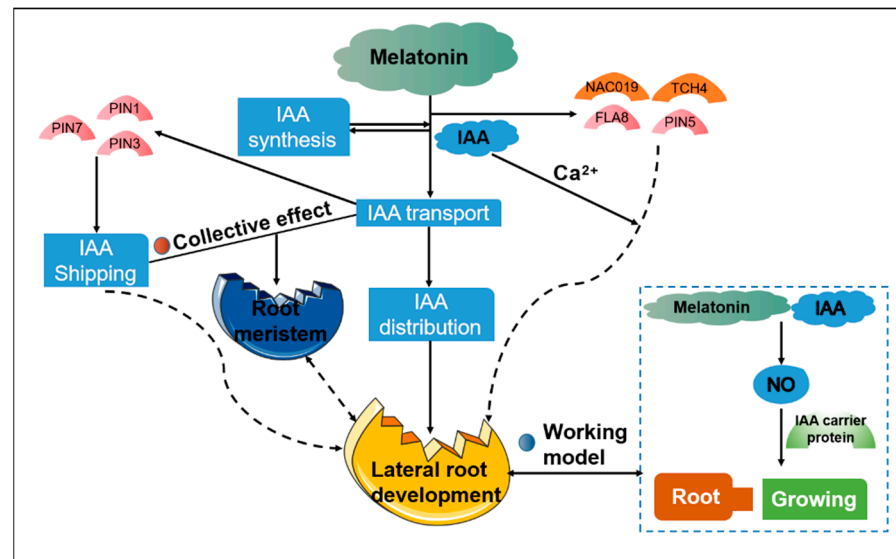 Melatonin
NAC019
TCH4
FLA8
PIN5
PIN1
PIN7
PIN3
IAA
synthesis
IAA
Ca²⁺
IAA transport
Collective effect
IAA
Shipping
Root
meristem
IAA
distribution
Lateral root
development
Working
model
Melatonin
IAA
NO
IAA carrier
protein
Root
Growing